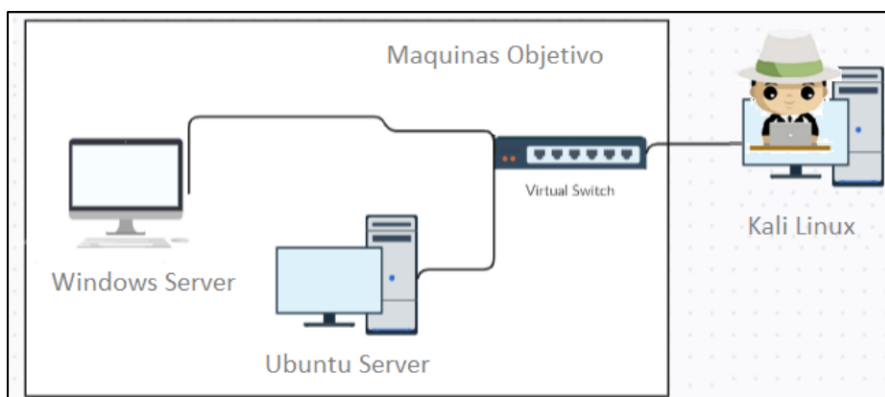 Maquinas Objetivo
Virtual Switch
Kali Linux
Windows Server
Ubuntu Server